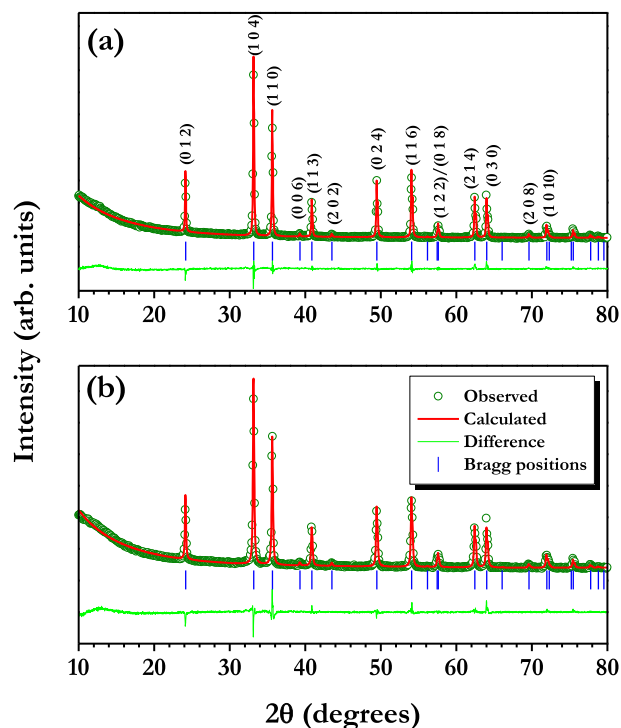 (a)
(0 1 2)
(1 0 4)
(1 1 0)
(0 0 6)
(1 1 3)
(2 0 2)
(0 2 4)
(1 1 6)
(1 2 2)/(0 1 8)
(2 1 4)
(0 3 0)
(2 0 8)
(1 0 10)
10 20 30 40 50 60 70 80
Intensity (arb. units)
(b)
Observed
Calculated
Difference
Bragg positions
10 20 30 40 50 60 70 80
2θ (degrees)